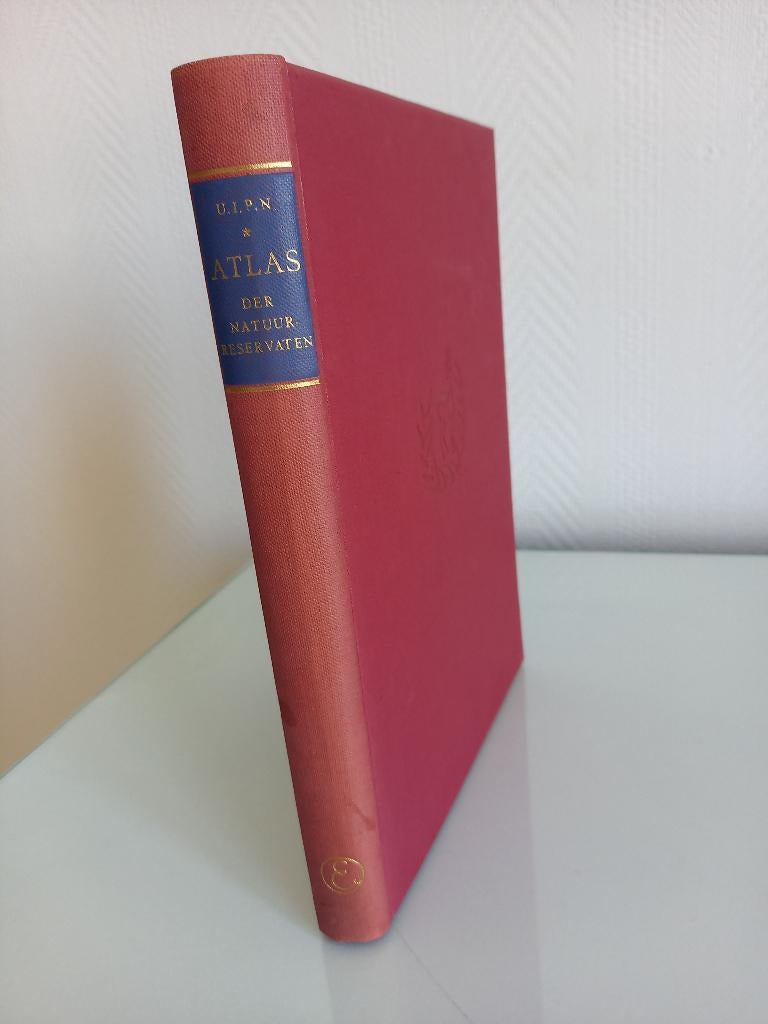 U.I.P.N.
*
ATLAS
DER
NATUUR-
RESERVATEN
E